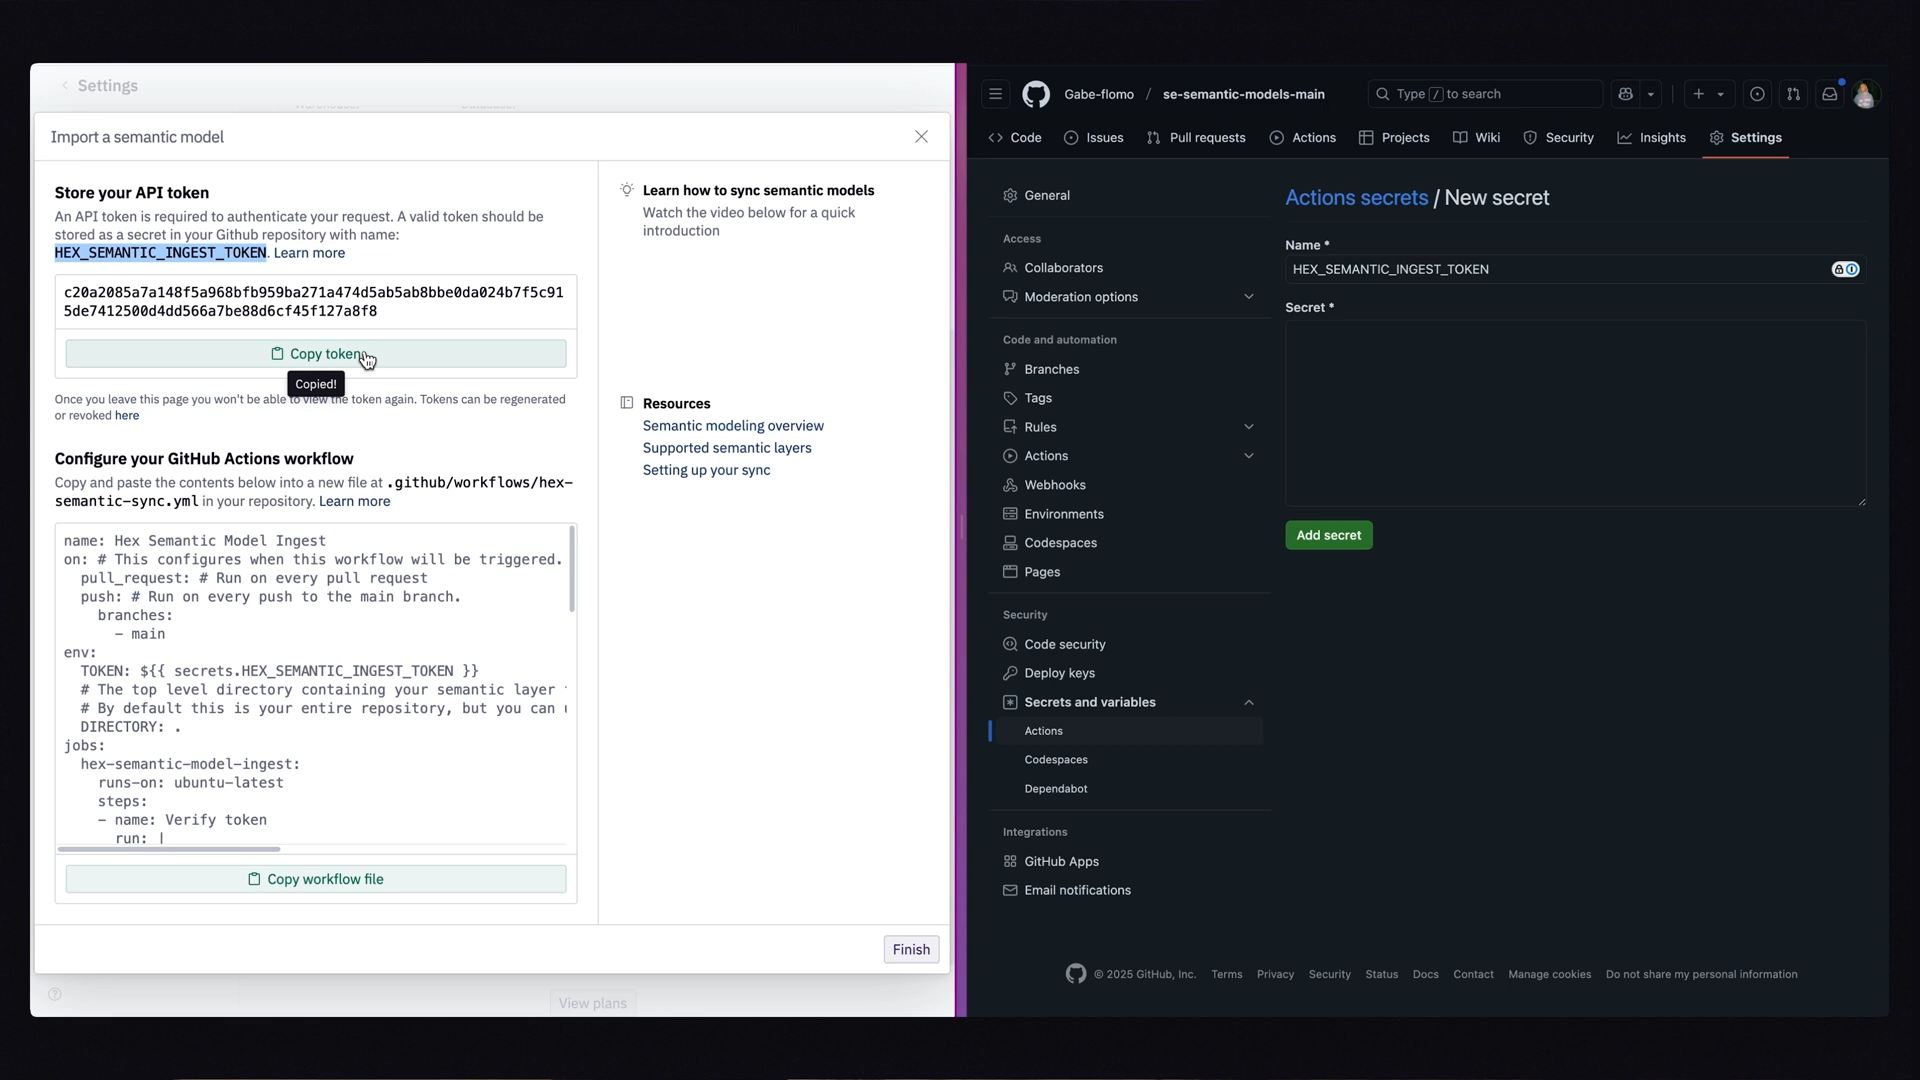 Settings
Import a semantic model
Store your API token
An API token is required to authenticate your request. A valid token should be
stored as a secret in your Github repository with name:
HEX_SEMANTIC_INGEST_TOKEN. Learn more
c20a2085a7a148f5a968bfb959ba271a474d5ab5ab8bbe0da024b7f5c91
5de7412500d4dd566a7be88d6cf45f127a8f8
Copy token
Copied!
Once you leave this page you won't be able to view the token again. Tokens can be regenerated
or revoked here
Configure your GitHub Actions workflow
Copy and paste the contents below into a new file at .github/workflows/hex-
semantic-sync.yml in your repository. Learn more
name: Hex Semantic Model Ingest
on: # This configures when this workflow will be triggered.
pull_request: # Run on every pull request
push: # Run on every push to the main branch.
branches:
- main
env:
TOKEN: ${{ secrets.HEX_SEMANTIC_INGEST_TOKEN }}
# The top level directory containing your semantic layer
# By default this is your entire repository, but you can
DIRECTORY: .
jobs:
hex-semantic-model-ingest:
runs-on: ubuntu-latest
steps:
- name: Verify token
run: |
Copy workflow file
Learn how to sync semantic models
Watch the video below for a quick
introduction
Resources
Semantic modeling overview
Supported semantic layers
Setting up your sync
Finish
View plans
Gabe-flomo / se-semantic-models-main
Type / to search
Code Issues Pull requests Actions Projects Wiki Security Insights Settings
General
Access
Collaborators
Moderation options
Code and automation
Branches
Tags
Rules
Actions
Webhooks
Environments
Codespaces
Pages
Security
Code security
Deploy keys
Secrets and variables
Actions
Codespaces
Dependabot
Integrations
GitHub Apps
Email notifications
Actions secrets / New secret
Name *
HEX_SEMANTIC_INGEST_TOKEN
Secret *
Add secret
© 2025 GitHub, Inc. Terms Privacy Security Status Docs Contact Manage cookies Do not share my personal information